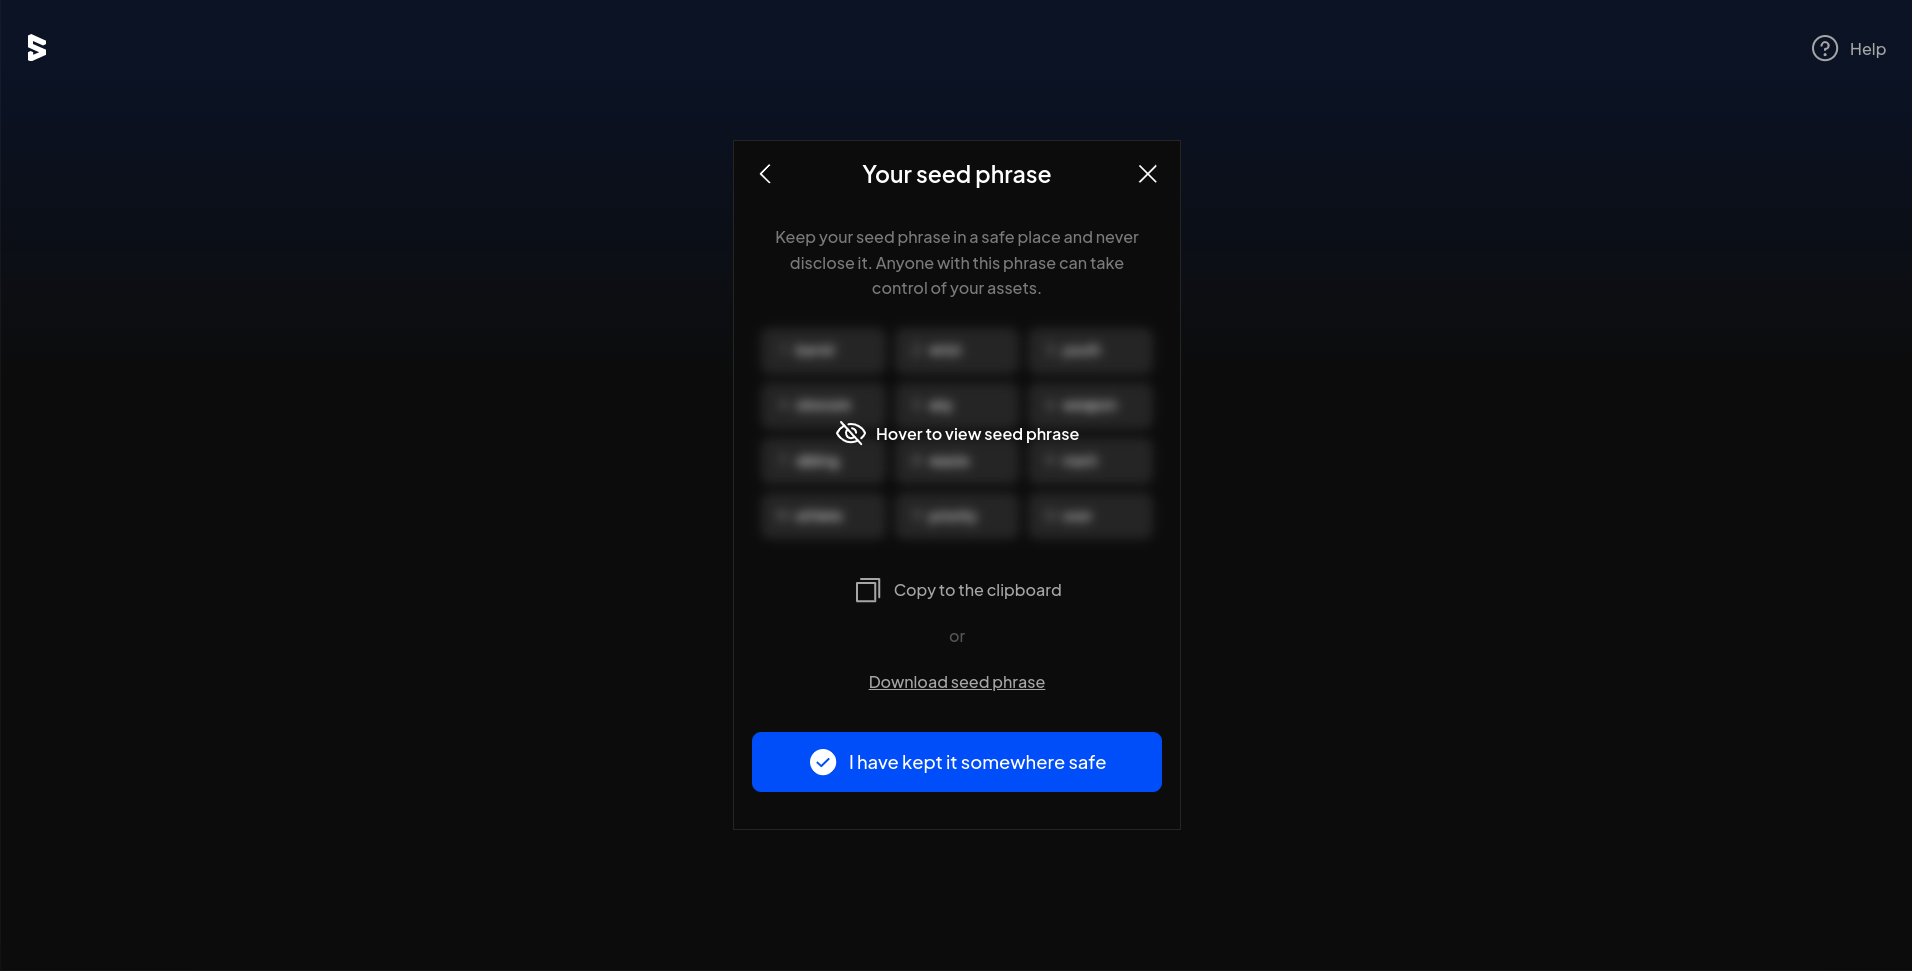 Help
Your seed phrase
Keep your seed phrase in a safe place and never
disclose it. Anyone with this phrase can take
control of your assets.
Hover to view seed phrase
Copy to the clipboard
or
Download seed phrase
I have kept it somewhere safe